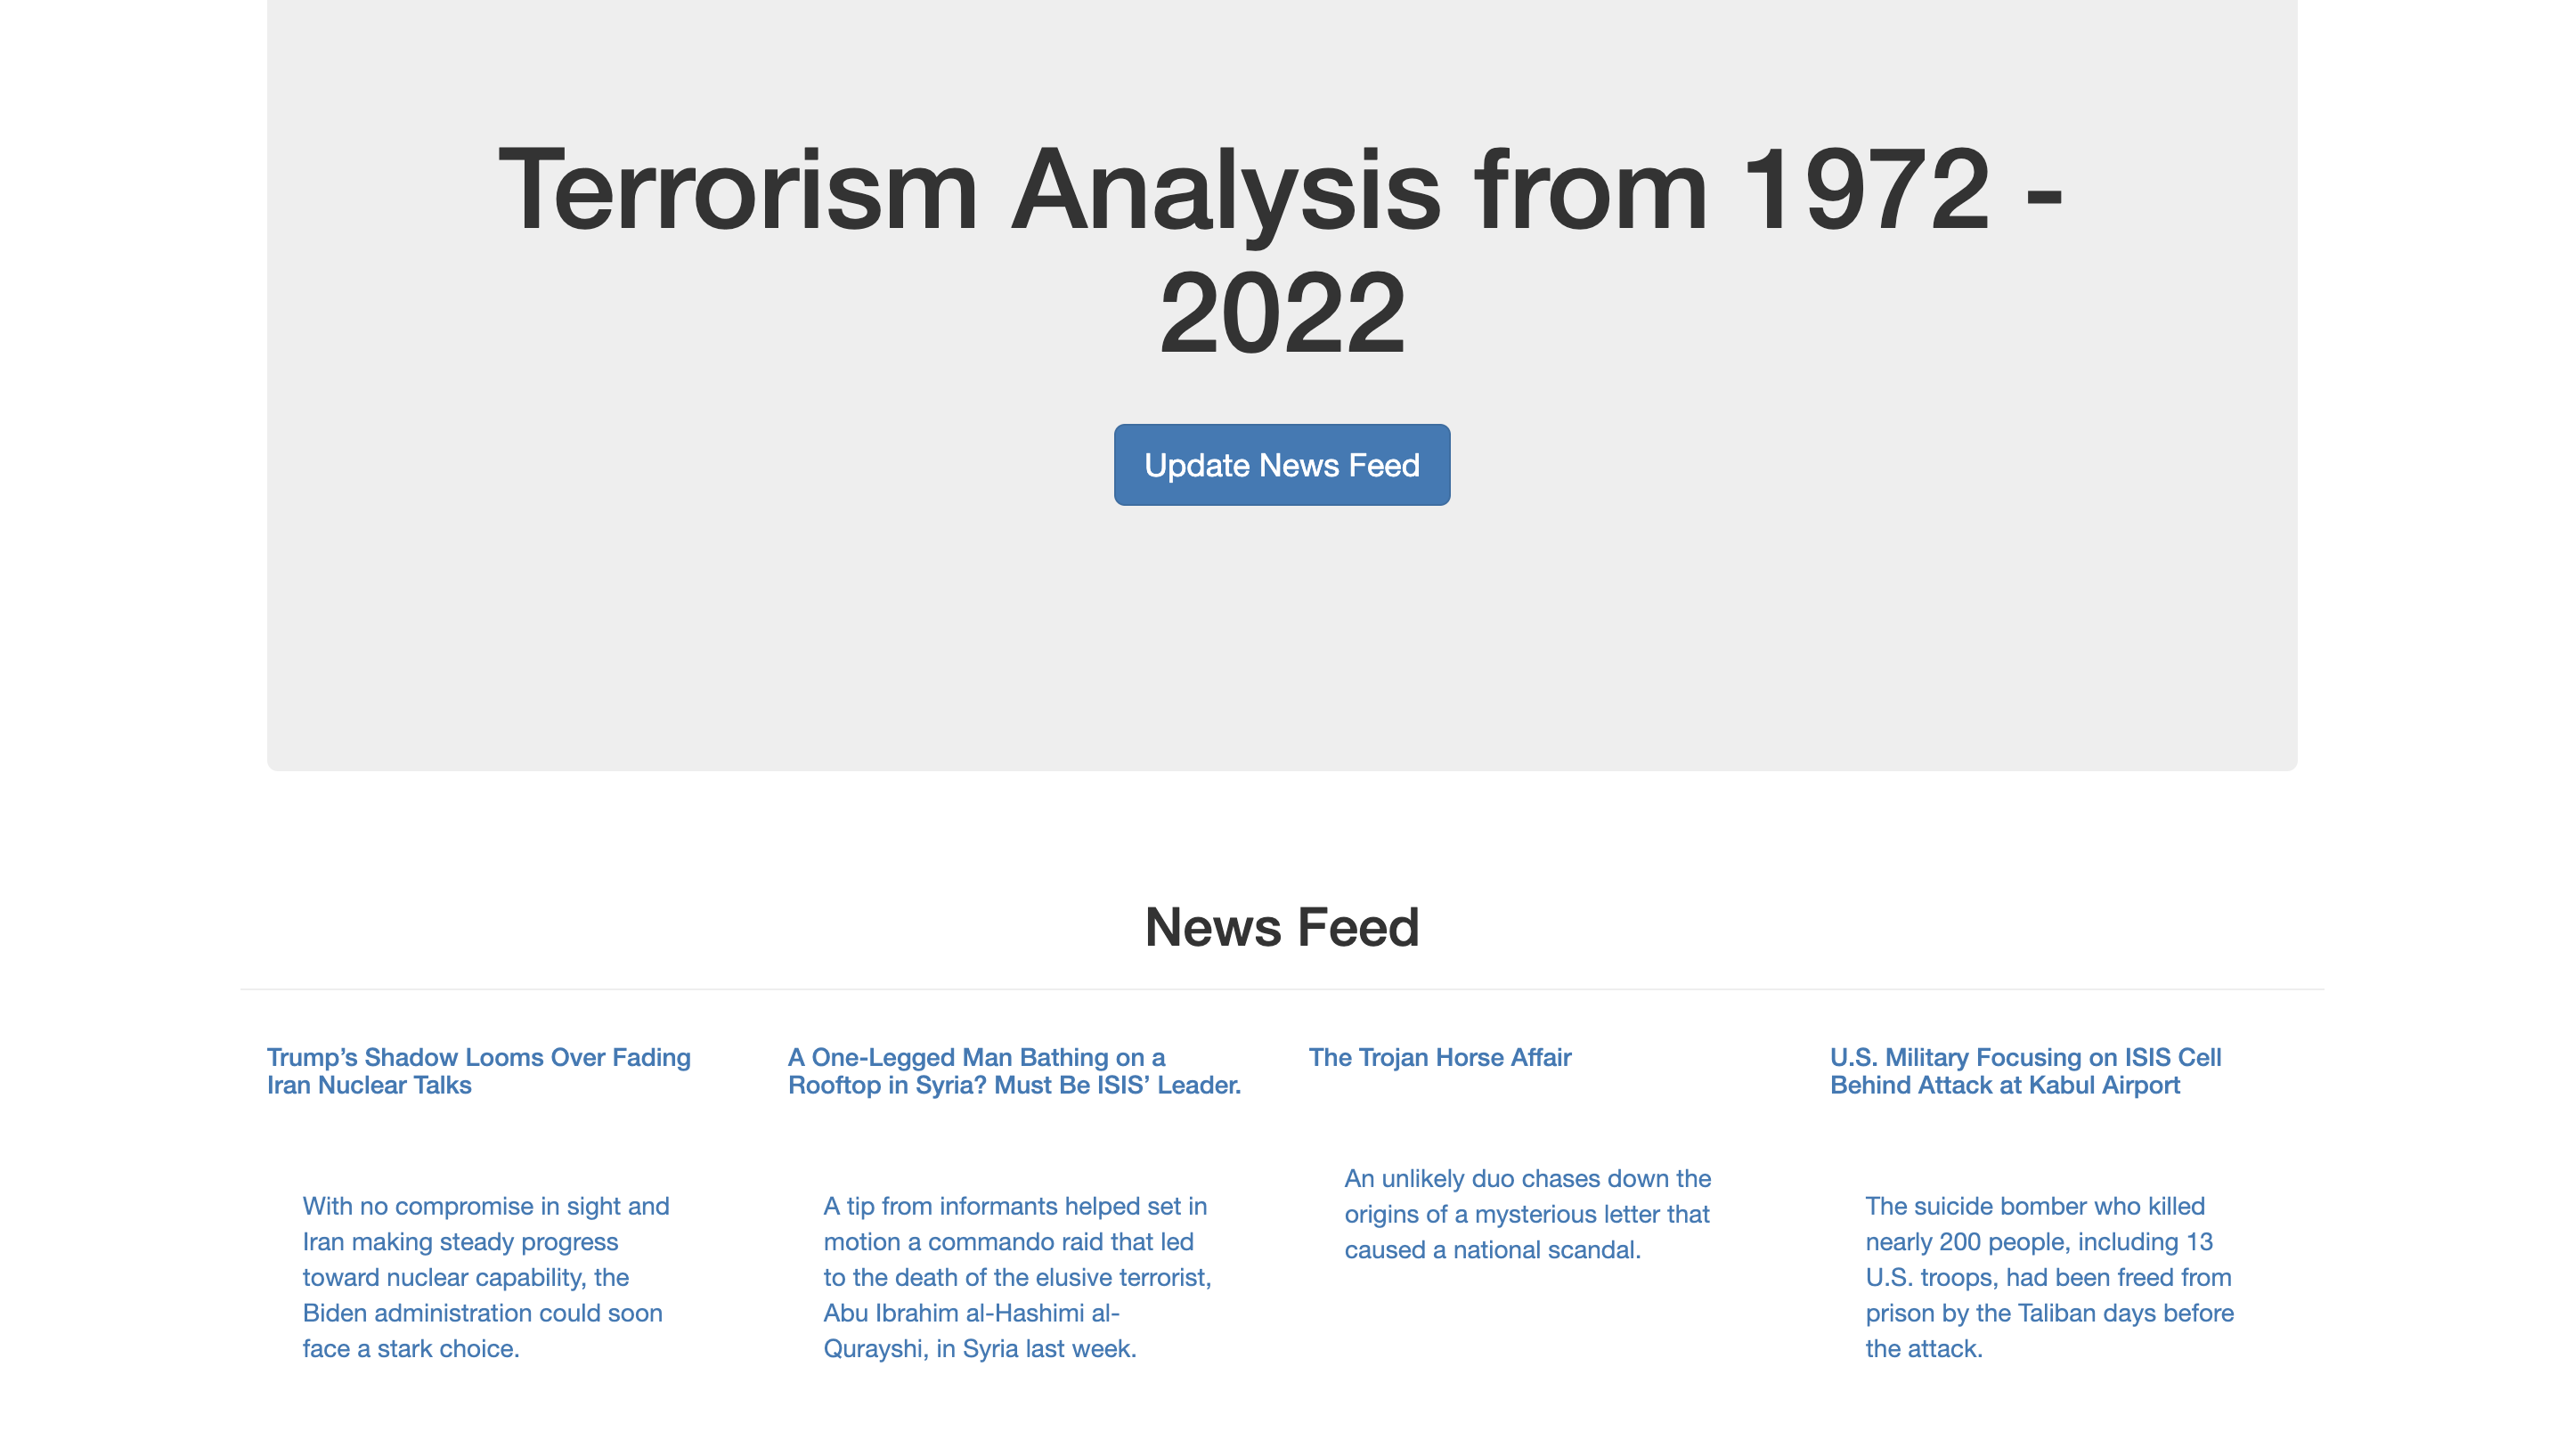 Terrorism Analysis from 1972 -
2022
Update News Feed
News Feed
Trump’s Shadow Looms Over Fading
Iran Nuclear Talks
With no compromise in sight and
Iran making steady progress
toward nuclear capability, the
Biden administration could soon
face a stark choice.
A One-Legged Man Bathing on a
Rooftop in Syria? Must Be ISIS’ Leader.
A tip from informants helped set in
motion a commando raid that led
to the death of the elusive terrorist,
Abu Ibrahim al-Hashimi al-
Qurayshi, in Syria last week.
The Trojan Horse Affair
An unlikely duo chases down the
origins of a mysterious letter that
caused a national scandal.
U.S. Military Focusing on ISIS Cell
Behind Attack at Kabul Airport
The suicide bomber who killed
nearly 200 people, including 13
U.S. troops, had been freed from
prison by the Taliban days before
the attack.